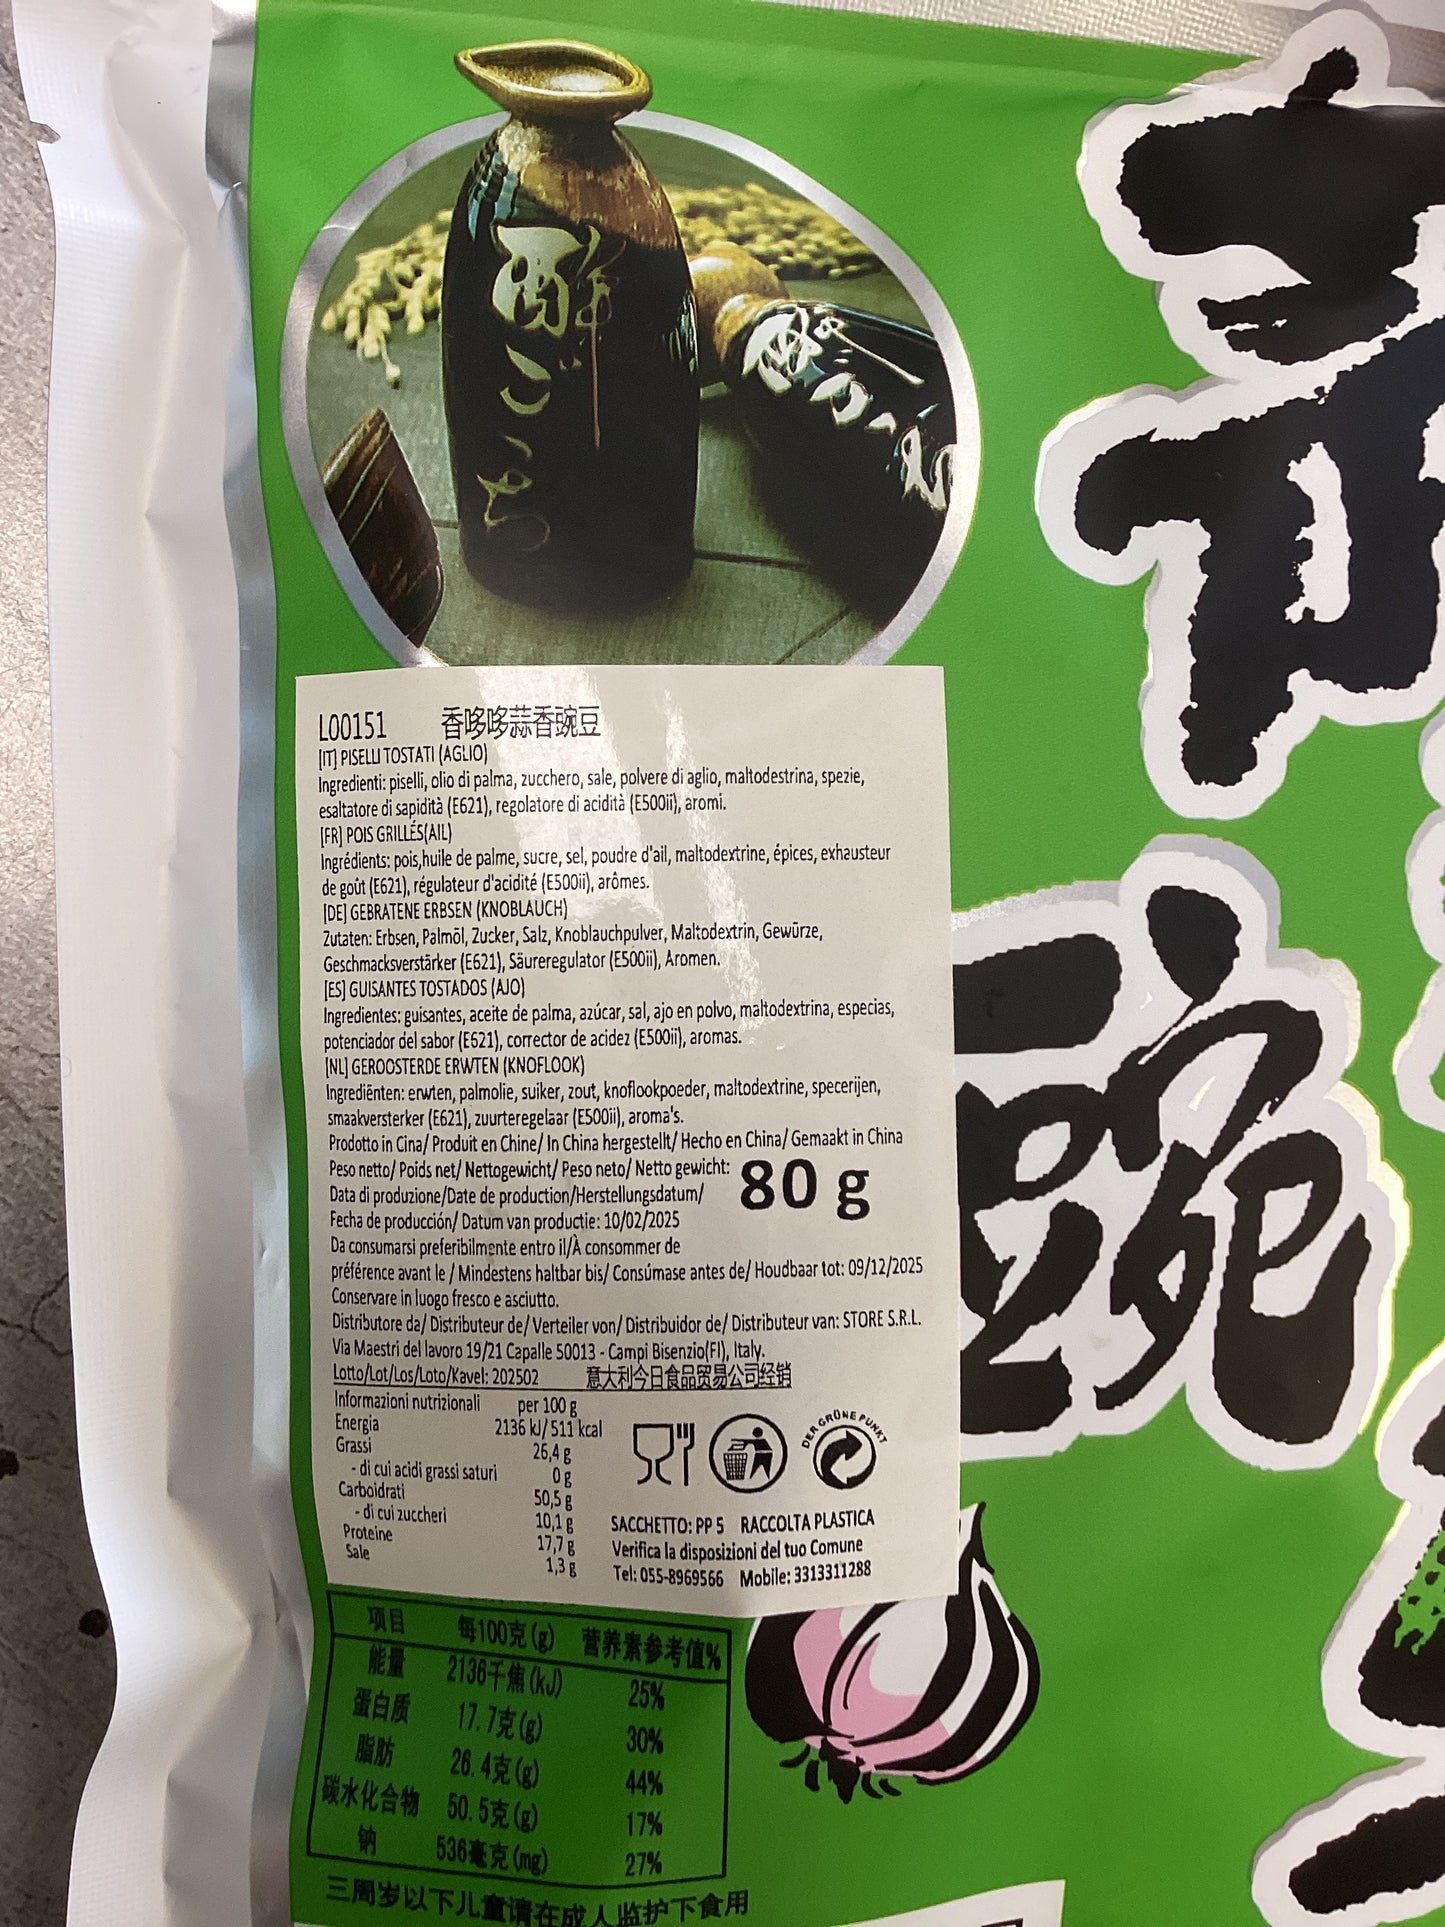 酔
ごこち
L00151 香哆哆蒜香豌豆
[IT] PISELLI TOSTATI (AGLIO)
Ingredienti: piselli, olio di palma, zucchero, sale, polvere di aglio, maltodestrina, spezie,
esaltatore di sapidità (E621), regolatore di acidità (E500ii), aromi.
[FR] POIS GRILLÉS(AIL)
Ingrédients: pois,huile de palme, sucre, sel, poudre d'ail, maltodextrine, épices, exhausteur
de goût (E621), régulateur d'acidité (E500ii), arômes.
[DE] GEBRATENE ERBSEN (KNOBLAUCH)
Zutaten: Erbsen, Palmöl, Zucker, Salz, Knoblauchpulver, Maltodextrin, Gewürze,
Geschmacksverstärker (E621), Säureregulator (E500ii), Aromen.
[ES] GUISANTES TOSTADOS (AJO)
Ingredientes: guisantes, aceite de palma, azúcar, sal, ajo en polvo, maltodextrina, especias,
potenciador del sabor (E621), corrector de acidez (E500ii), aromas.
[NL] GEROOSTERDE ERWTEN (KNOFLOOK)
Ingrediënten: erwten, palmolie, suiker, zout, knoflookpoeder, maltodextrine, specerijen,
smaakversterker (E621), zuurteregelaar (E500ii), aroma's.
Prodotto in Cina/ Produit en Chine/ In China hergestellt/ Hecho en China/ Gemaakt in China
Peso netto/ Poids net/ Nettogewicht/ Peso neto/ Netto gewicht: 80 g
Data di produzione/Date de production/Herstellungsdatum/
Fecha de producción/ Datum van productie: 10/02/2025
Da consumarsi preferibilmente entro il/À consommer de
préférence avant le / Mindestens haltbar bis/ Consúmase antes de/ Houdbaar tot: 09/12/2025
Conservare in luogo fresco e asciutto.
Distributore da/ Distributeur de/ Verteiler von/ Distribuidor de/ Distributeur van: STORE S.R.L.
Via Maestri del lavoro 19/21 Capalle 50013 - Campi Bisenzio(FI), Italy.
Lotto/Lot/Los/Loto/Kavel: 202502 意大利今日食品贸易公司经销
Informazioni nutrizionali per 100 g
Energia 2136 kJ/ 511 kcal
Grassi 26,4 g
- di cui acidi grassi saturi 0 g
Carboidrati 50,5 g
- di cui zuccheri 10,1 g
Proteine 17,7 g
Sale 1,3 g
DER GRÜNE PUNKT
SACCHETTO: PP 5 RACCOLTA PLASTICA
Verifica la disposizioni del tuo Comune
Tel: 055-8969566 Mobile: 3313311288
项目 每100克(g) 营养素参考值%
能量 2136千焦(kJ) 25%
蛋白质 17.7克(g) 30%
脂肪 26.4克(g) 44%
碳水化合物 50.5克(g) 17%
钠 536毫克(mg) 27%
三周岁以下儿童请在成人监护下食用
豌